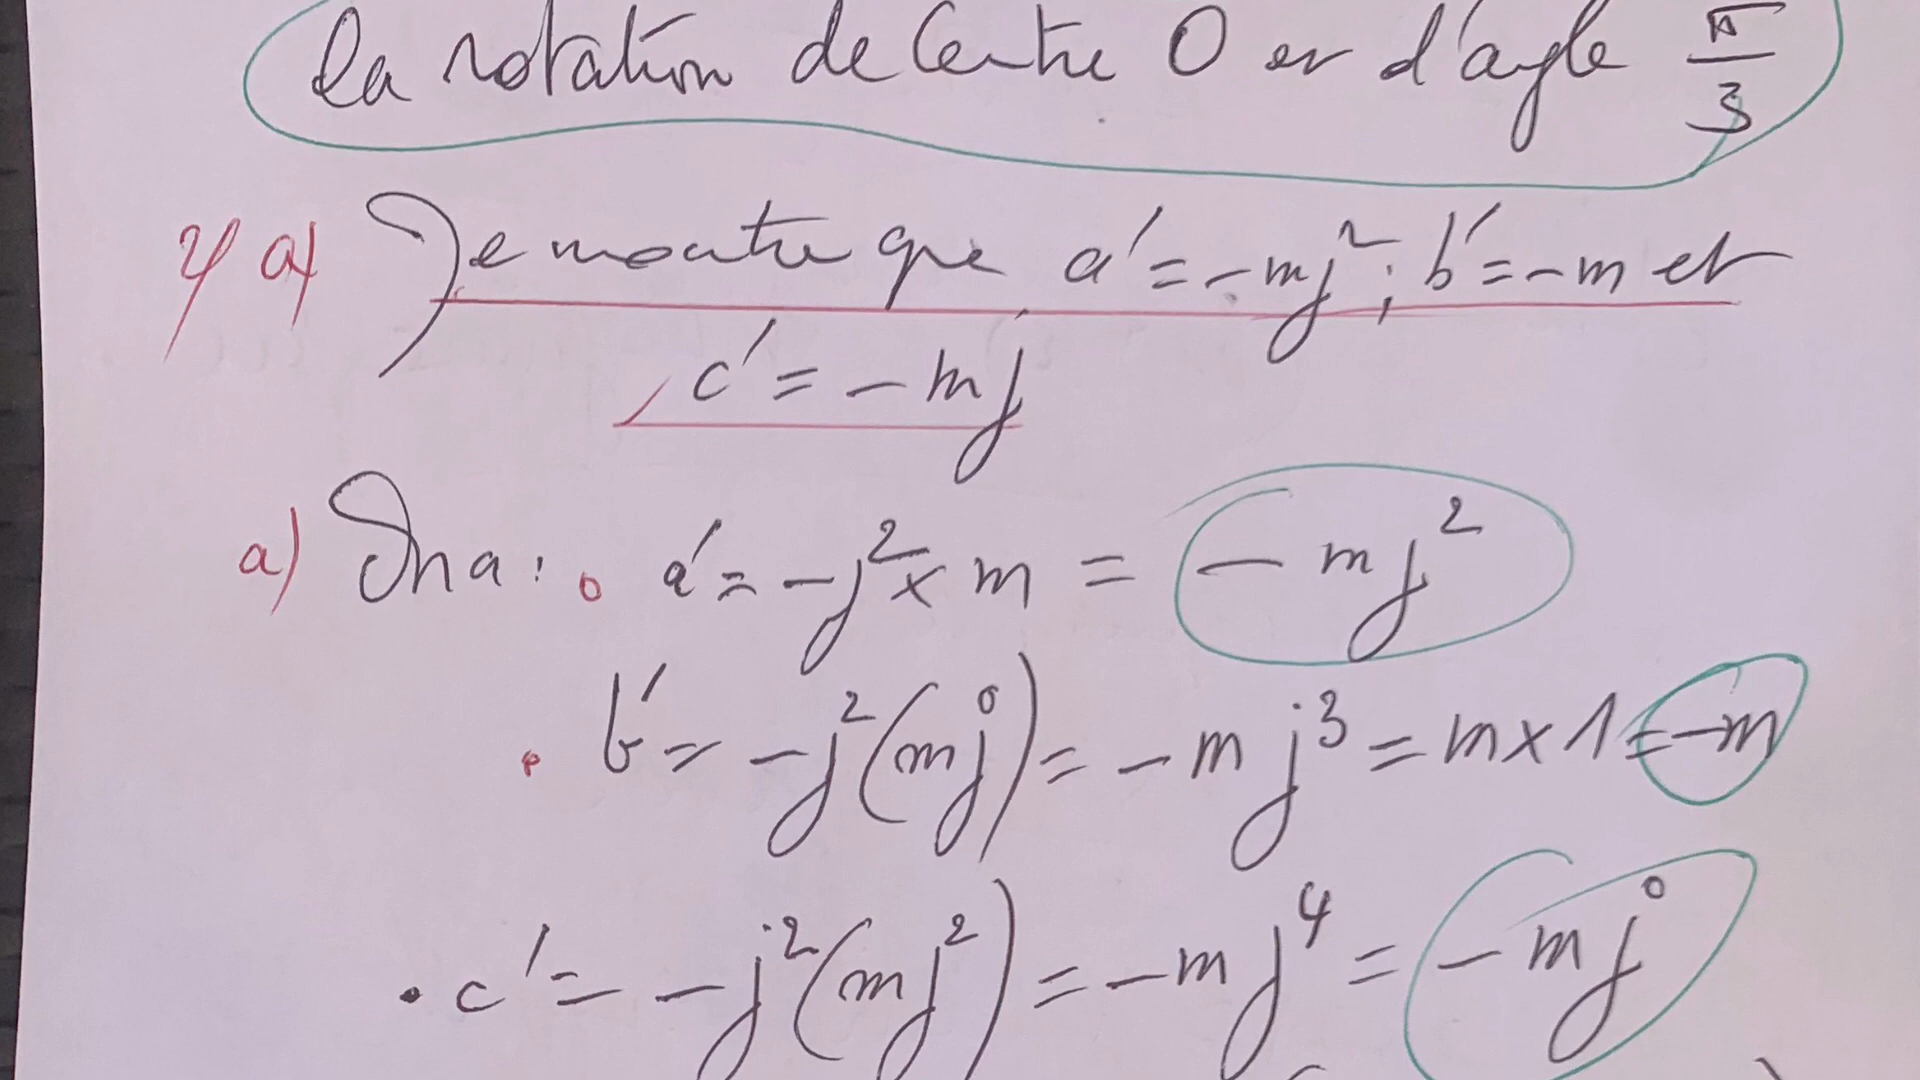 la rotation de Centre O et d'angle π/3
4/ a/ Démontre que a' = -mj²; b' = -m et
c' = -mj
a) On a : • a' = -j² × m = -mj²
• b' = -j²(mj) = -mj³ = m×1 = -m
• c' = -j²(mj²) = -mj⁴ = -mj